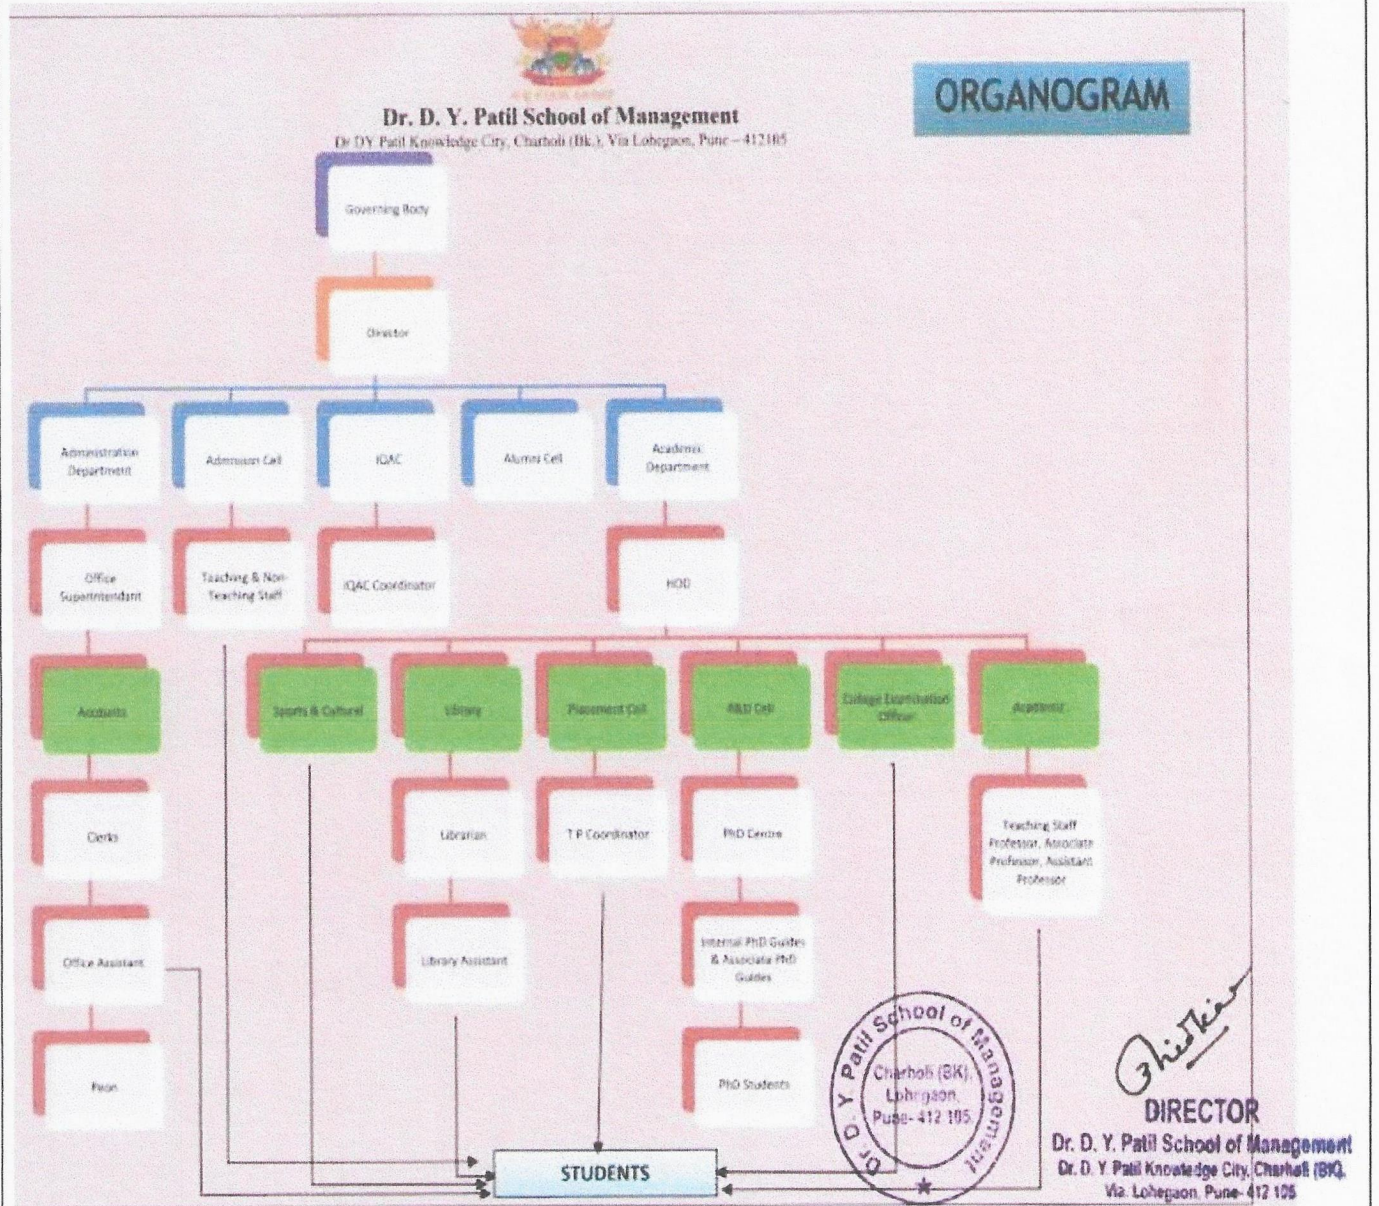 ORGANOGRAM
Dr. D. Y. Patil School of Management
Dr DY Patil Knowledge City, Charholi (Bk.), Via Lohegaon, Pune – 412105
Governing Body
Director
Administration
Department
Admission Cell
IQAC
Alumni Cell
Academic
Department
Office
Superintendant
Teaching & Non-
Teaching Staff
IQAC Coordinator
HOD
Accounts
Sports & Cultural
Library
Placement Cell
R&D Cell
College Examination
Officer
Academic
Clerks
Librarian
T P Coordinator
PhD Centre
Teaching Staff
Professor, Associate
Professor, Assistant
Professor
Office Assistant
Library Assistant
Internal PhD Guides
& Associate PhD
Guides
Peon
PhD Students
STUDENTS
Dr. D. Y. Patil School of Management
Charholi (BK),
Lohegaon,
Pune- 412 105.
DIRECTOR
Dr. D. Y. Patil School of Management
Dr. D. Y. Patil Knowledge City, Charholi (BK),
Via. Lohegaon, Pune- 412 105